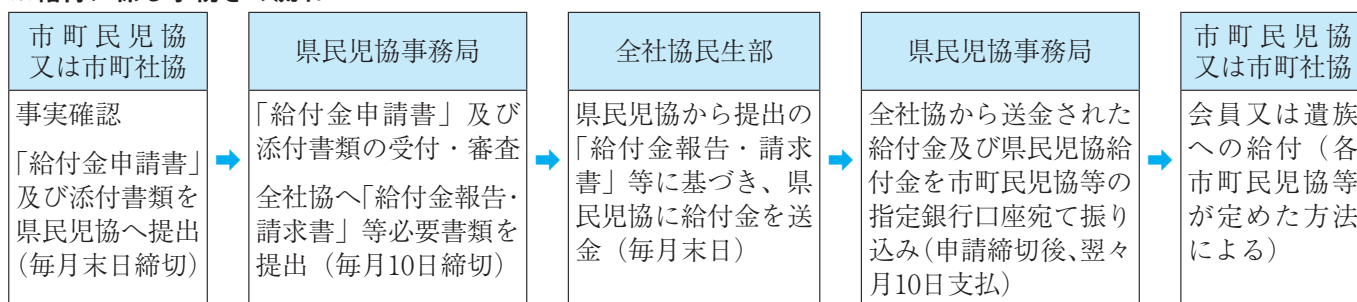 市町民児協
又は市町社協
事実確認
「給付金申請書」
及び添付書類を
県民児協へ提出
（毎月末日締切）
県民児協事務局
「給付金申請書」及び
添付書類の受付・審査
全社協へ「給付金報告・
請求書」等必要書類を
提出（毎月10日締切）
全社協民生部
県民児協から提出の
「給付金報告・請求
書」等に基づき、県
民児協に給付金を送
金（毎月末日）
県民児協事務局
全社協から送金された
給付金及び県民児協給
付金を市町民児協等の
指定銀行口座宛て振り
込み（申請締切後、翌々
月10日支払）
市町民児協
又は市町社協
会員又は遺族
への給付（各
市町民児協等
が定めた方法
による）